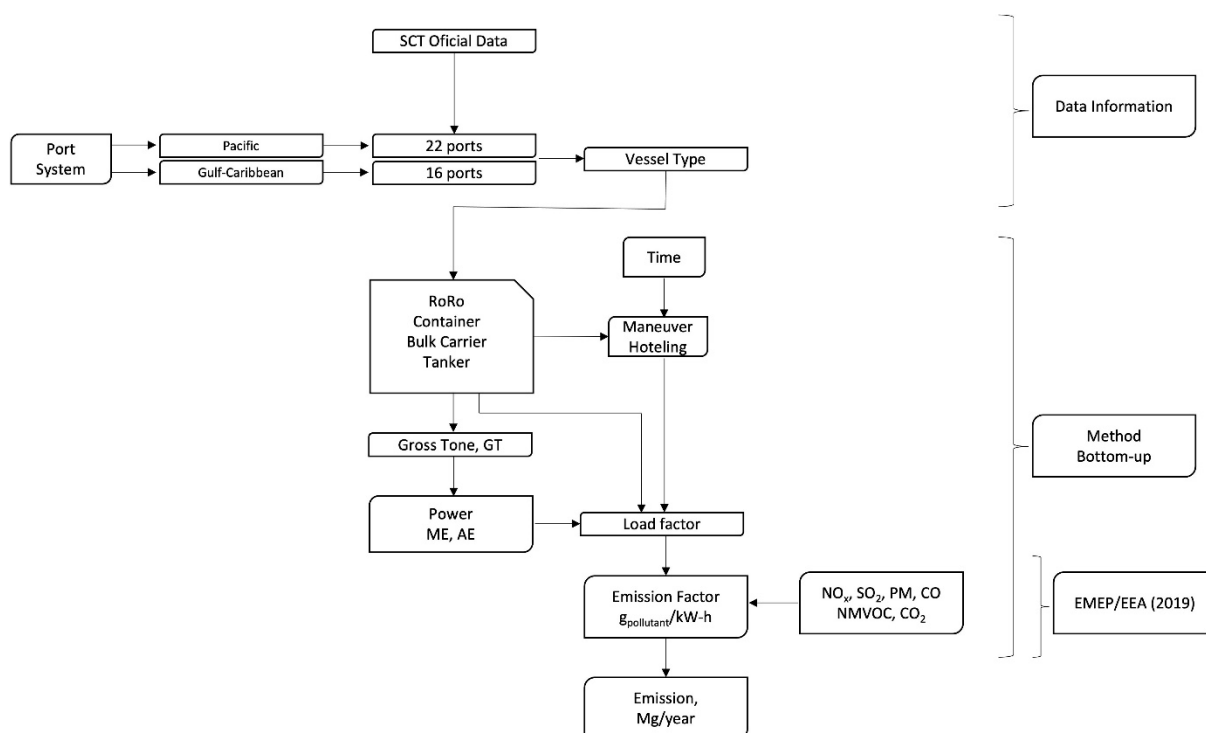 SCT Oficial Data
Data Information
Port
System
Pacific
22 ports
Gulf-Caribbean
16 ports
Vessel Type
Time
RoRo
Container
Bulk Carrier
Tanker
Maneuver
Hoteling
Gross Tone, GT
Method
Bottom-up
Power
ME, AE
Load factor
Emission Factor
gpollutant/kW-h
NOx, SO2, PM, CO
NMVOC, CO2
EMEP/EEA (2019)
Emission,
Mg/year